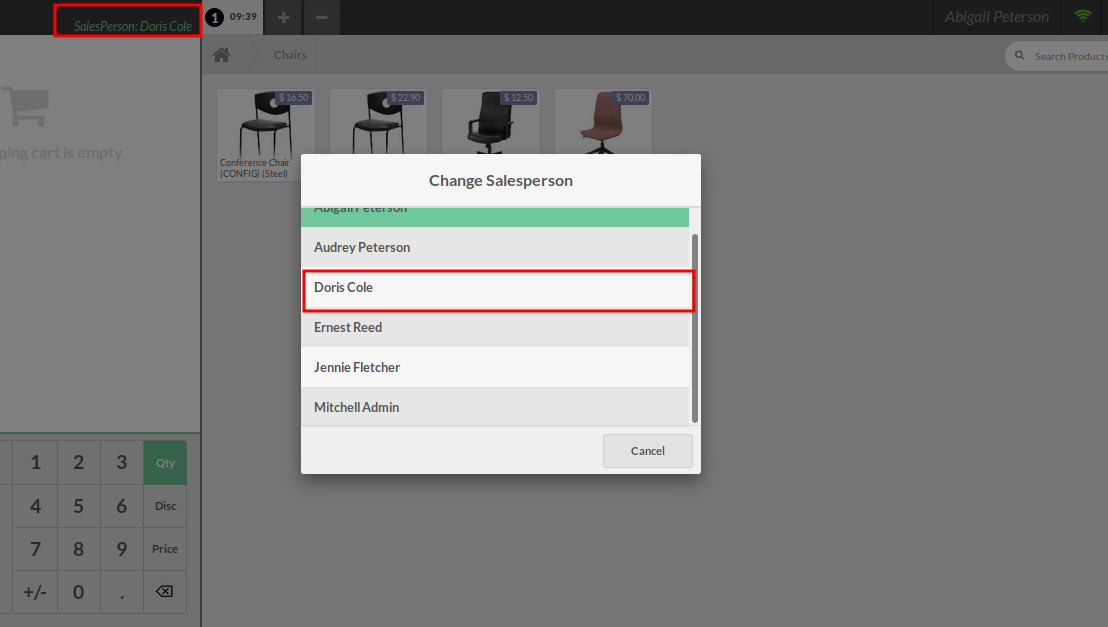 SalesPerson: Doris Cole
1 09:39
Abigail Peterson
Chairs
Search Products
$ 16.50
$ 22.90
$ 12.50
$ 70.00
ping cart is empty
Conference Chair
(CONFIG) (Steel)
Change Salesperson
Abigail Peterson
Audrey Peterson
Doris Cole
Ernest Reed
Jennie Fletcher
Mitchell Admin
Cancel
1 2 3 Qty
4 5 6 Disc
7 8 9 Price
+/- 0 .